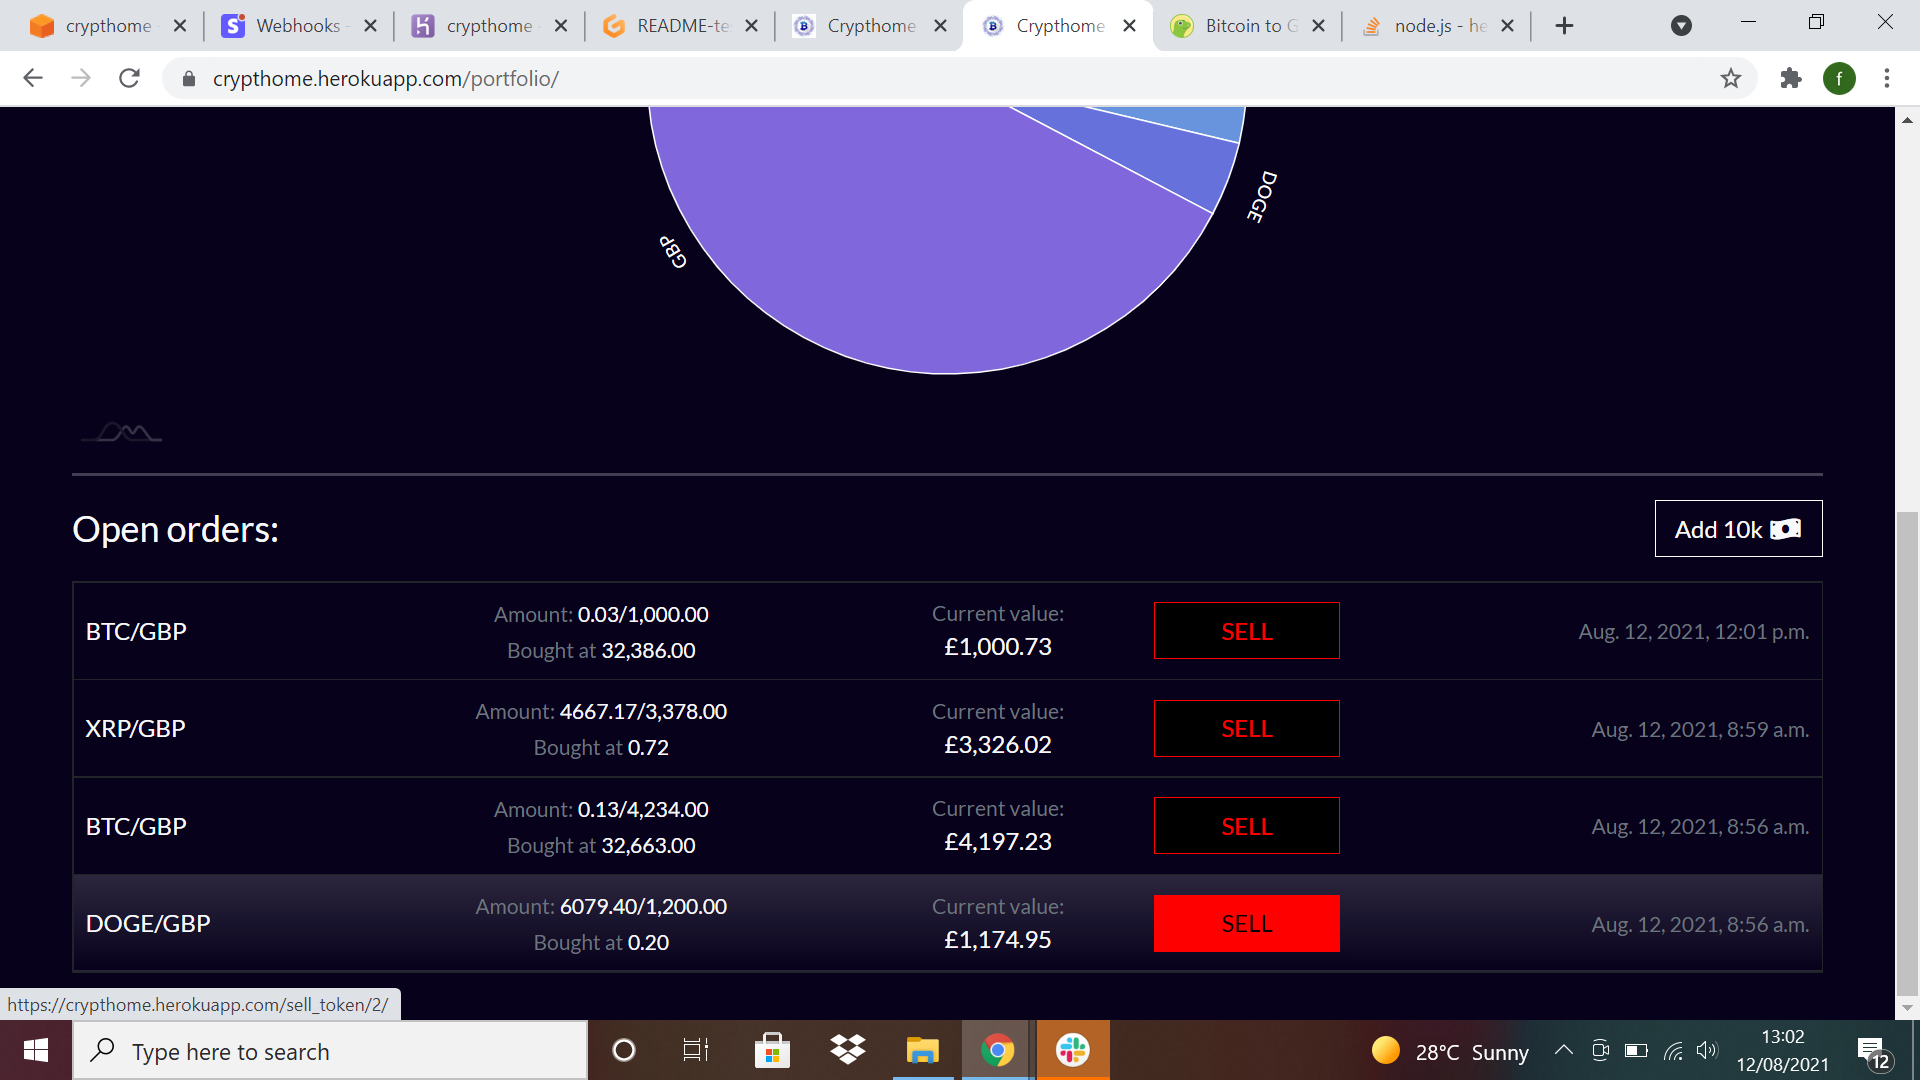 crypthome
Webhooks -
crypthome -
README-te
Crypthome
Crypthome
Bitcoin to G
node.js - he
crypthome.herokuapp.com/portfolio/
f
DOGE
GBP
Open orders:
Add 10k
BTC/GBP
Amount: 0.03/1,000.00
Bought at 32,386.00
Current value:
£1,000.73
SELL
Aug. 12, 2021, 12:01 p.m.
XRP/GBP
Amount: 4667.17/3,378.00
Bought at 0.72
Current value:
£3,326.02
SELL
Aug. 12, 2021, 8:59 a.m.
BTC/GBP
Amount: 0.13/4,234.00
Bought at 32,663.00
Current value:
£4,197.23
SELL
Aug. 12, 2021, 8:56 a.m.
DOGE/GBP
Amount: 6079.40/1,200.00
Bought at 0.20
Current value:
£1,174.95
SELL
Aug. 12, 2021, 8:56 a.m.
https://crypthome.herokuapp.com/sell_token/2/
Type here to search
28°C Sunny
13:02
12/08/2021
12